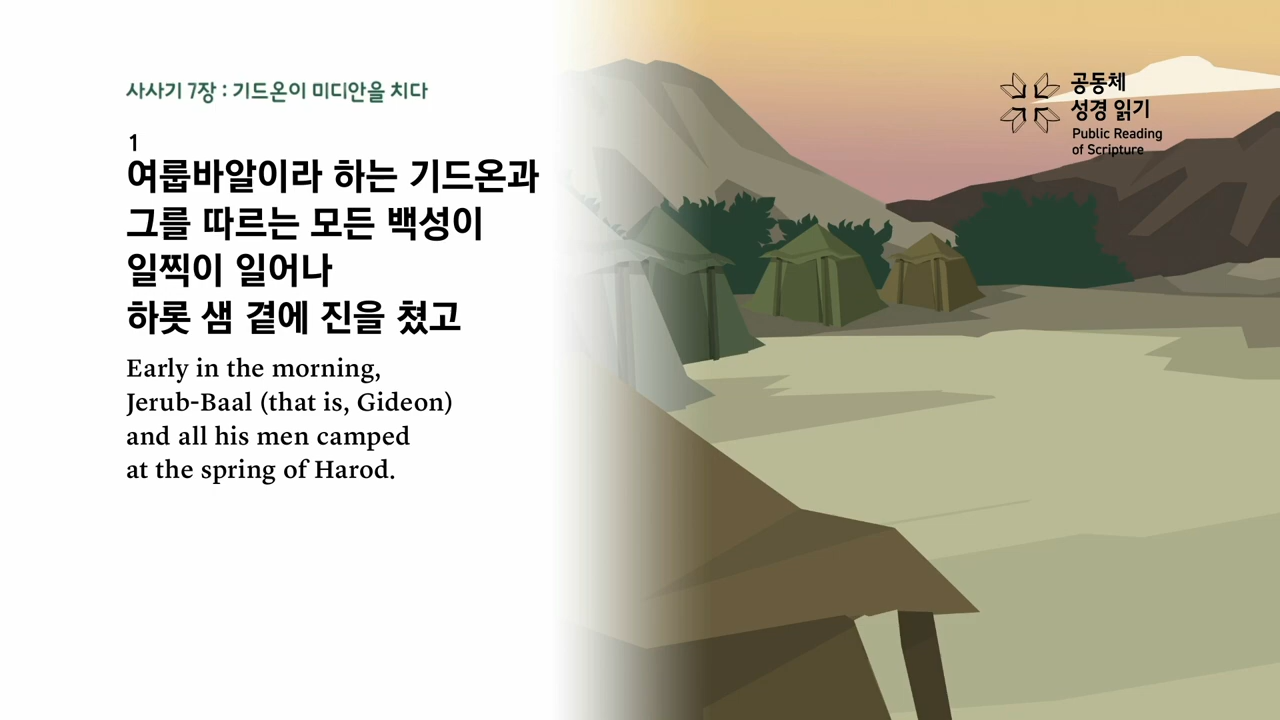 사사기 7장 : 기드온이 미디안을 치다
1
여룹바알이라 하는 기드온과
그를 따르는 모든 백성이
일찍이 일어나
하롯 샘 곁에 진을 쳤고
Early in the morning,
Jerub-Baal (that is, Gideon)
and all his men camped
at the spring of Harod.
공동체
성경 읽기
Public Reading
of Scripture